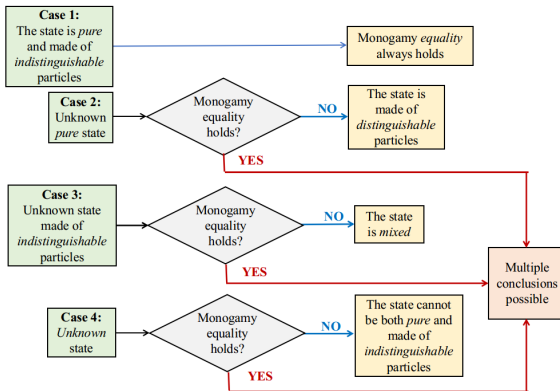 Case 1:
The state is pure
and made of
indistinguishable
particles
Monogamy equality
always holds
Case 2:
Unknown
pure state
Monogamy
equality
holds?
NO
The state is
made of
distinguishable
particles
YES
Case 3:
Unknown state
made of
indistinguishable
particles
Monogamy
equality
holds?
NO
The state
is mixed
YES
Multiple
conclusions
possible
Case 4:
Unknown
state
Monogamy
equality
holds?
NO
The state cannot
be both pure and
made of
indistinguishable
particles
YES